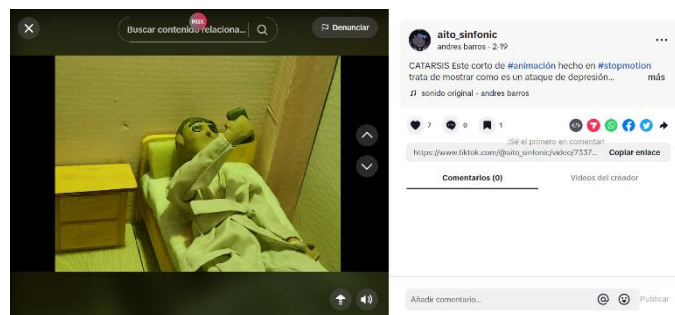 Buscar contenido relaciona...
RGX
Denunciar
aito_sinfonic
andres barros · 2-19
CATARSIS Este corto de #animación hecho en #stopmotion
trata de mostrar como es un ataque de depresión... más
sonido original - andres barros
7 0 1
¡Sé el primero en comentar!
https://www.tiktok.com/@aito_sinfonic/video/7337... Copiar enlace
Comentarios (0) Videos del creador
Añadir comentario... Publicar